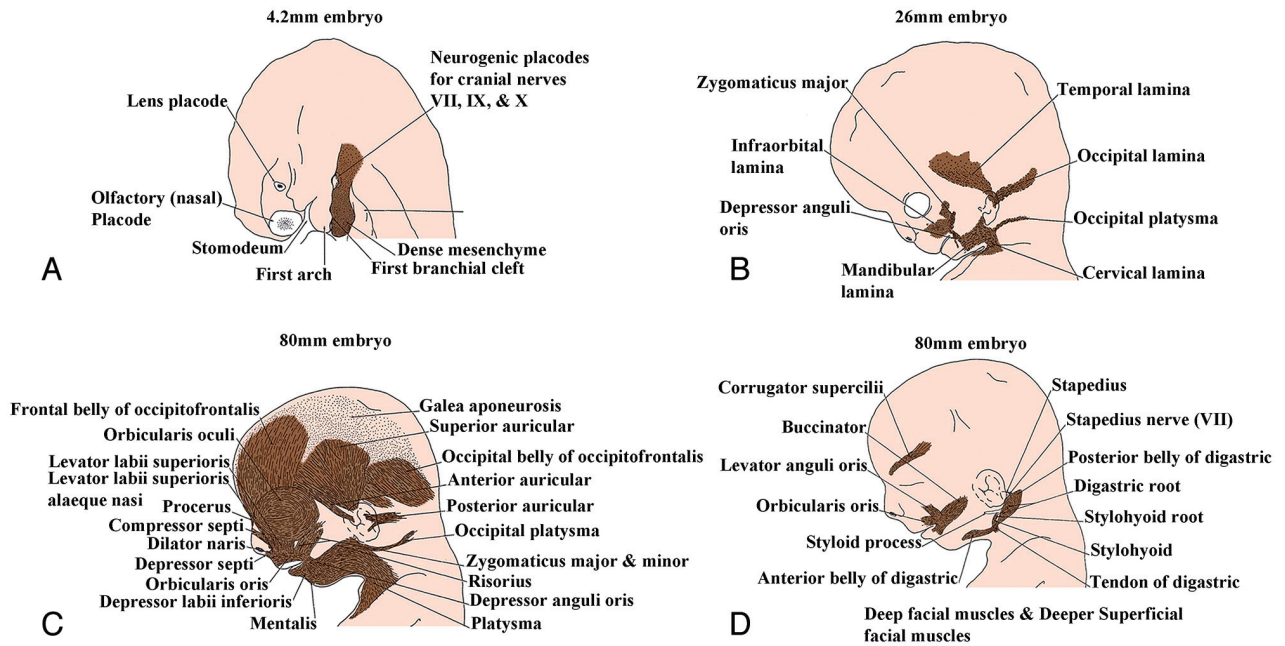 4.2mm embryo
Neurogenic placodes
for cranial nerves
VII, IX, & X
Lens placode
Olfactory (nasal)
Placode
Stomodeum
First arch
Dense mesenchyme
First branchial cleft
A
26mm embryo
Zygomaticus major
Temporal lamina
Infraorbital
lamina
Occipital lamina
Depressor anguli
oris
Occipital platysma
Mandibular
lamina
Cervical lamina
B
80mm embryo
Frontal belly of occipitofrontalis
Orbicularis oculi
Levator labii superioris
Levator labii superioris
alaeque nasi
Procerus
Compressor septi
Dilator naris
Depressor septi
Orbicularis oris
Depressor labii inferioris
Mentalis
Galea aponeurosis
Superior auricular
Occipital belly of occipitofrontalis
Anterior auricular
Posterior auricular
Occipital platysma
Zygomaticus major & minor
Risorius
Depressor anguli oris
Platysma
C
80mm embryo
Corrugator supercilii
Buccinator
Levator anguli oris
Orbicularis oris
Styloid process
Anterior belly of digastric
Stapedius
Stapedius nerve (VII)
Posterior belly of digastric
Digastric root
Stylohyoid root
Stylohyoid
Tendon of digastric
D
Deep facial muscles & Deeper Superficial
facial muscles